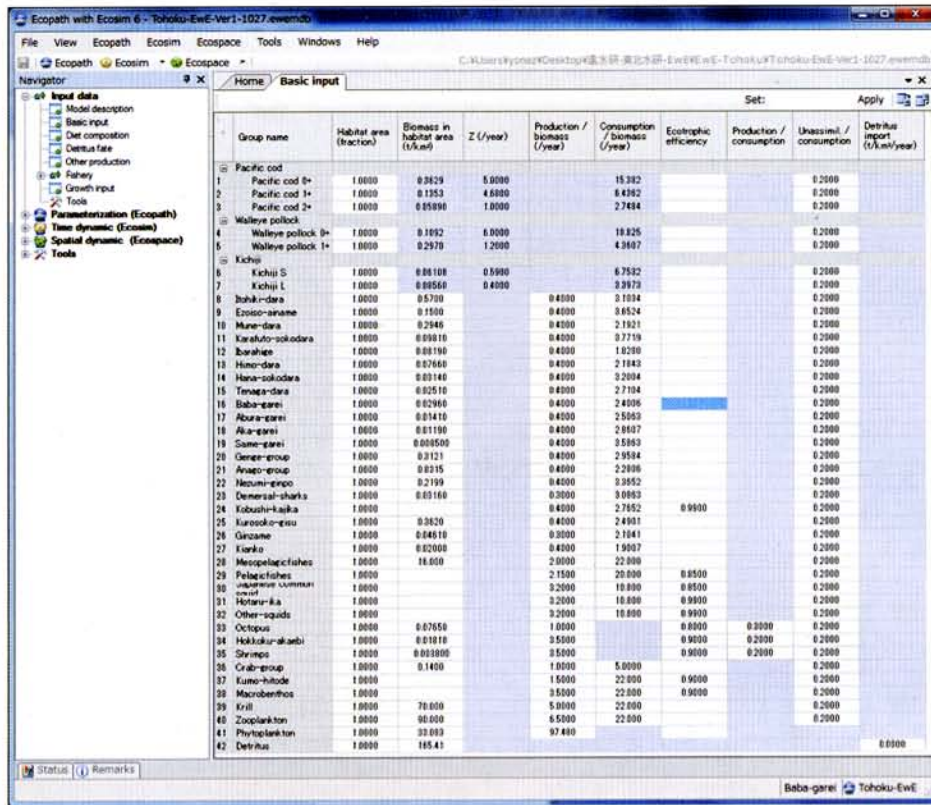 Ecopath with Ecosim 6 - Tohoku-EwE-Ver1-1027.ewemdb
File View Ecopath Ecosim Ecospace Tools Windows Help
Ecopath Ecosim Ecospace
Navigator
Home Basic input
Set: Apply
Input data
Model description
Basic input
Diet composition
Detritus fate
Other production
Fishery
Growth input
Tools
Parameterization (Ecopath)
Time dynamic (Ecosim)
Spatial dynamic (Ecospace)
Tools
Group name Habitat area (fraction) Biomass in habitat area (t/km²) Z (/year) Production / biomass (/year) Consumption / biomass (/year) Ecotrophic efficiency Production / consumption Unassimil. / consumption Detritus import (t/km²/year)
Pacific cod
1 Pacific cod 0+ 1.0000 0.3629 5.0000 15.382 0.2000
2 Pacific cod 1+ 1.0000 0.1353 4.6800 6.4362 0.2000
3 Pacific cod 2+ 1.0000 0.05890 1.0000 2.7484 0.2000
Walleye pollock
4 Walleye pollock 0+ 1.0000 0.1092 6.0000 10.825 0.2000
5 Walleye pollock 1+ 1.0000 0.2970 1.2000 4.3607 0.2000
Kichiji
6 Kichiji S 1.0000 0.06108 0.5900 6.7532 0.2000
7 Kichiji L 1.0000 0.08560 0.4000 3.3973 0.2000
8 Itohiki-dara 1.0000 0.5700 0.4000 3.1034 0.2000
9 Ezoiso-ainame 1.0000 0.1500 0.4000 3.6524 0.2000
10 Mune-dara 1.0000 0.2946 0.4000 2.1921 0.2000
11 Karafuto-sokodara 1.0000 0.09810 0.4000 3.7719 0.2000
12 Ibarahige 1.0000 0.08190 0.4000 1.8280 0.2000
13 Himo-dara 1.0000 0.07660 0.4000 2.1843 0.2000
14 Hana-sokodara 1.0000 0.03140 0.4000 3.2004 0.2000
15 Tenaga-dara 1.0000 0.02510 0.4000 2.7104 0.2000
16 Baba-garei 1.0000 0.02960 0.4000 2.4006 0.2000
17 Abura-garei 1.0000 0.01410 0.4000 2.5063 0.2000
18 Aka-garei 1.0000 0.01190 0.4000 2.8607 0.2000
19 Same-garei 1.0000 0.008500 0.4000 3.5863 0.2000
20 Genge-group 1.0000 0.3121 0.4000 2.9584 0.2000
21 Anago-group 1.0000 0.8315 0.4000 2.2806 0.2000
22 Nezumi-ginpo 1.0000 0.2199 0.4000 3.3552 0.2000
23 Demersal-sharks 1.0000 0.03160 0.3000 3.0863 0.2000
24 Kobushi-kajika 1.0000 0.4000 2.7652 0.9900 0.2000
25 Kurosoko-gisu 1.0000 0.3620 0.4000 2.4901 0.2000
26 Ginzame 1.0000 0.04610 0.3000 2.1041 0.2000
27 Kianko 1.0000 0.02000 0.4000 1.9007 0.2000
28 Mesopelagicfishes 1.0000 16.000 2.0000 22.000 0.2000
29 Pelagicfishes 1.0000 2.1500 20.000 0.8500 0.2000
30 Japanese common squid 1.0000 3.2000 10.000 0.8500 0.2000
31 Hotaru-ika 1.0000 3.2000 10.000 0.9900 0.2000
32 Other-squids 1.0000 3.2000 10.000 0.9900 0.2000
33 Octopus 1.0000 0.07650 1.0000 0.8000 0.3000 0.2000
34 Hokkoku-akaebi 1.0000 0.01810 3.5000 0.9000 0.2000 0.2000
35 Shrimps 1.0000 0.003800 3.5000 0.9000 0.2000 0.2000
36 Crab-group 1.0000 0.1400 1.0000 5.0000 0.2000
37 Kumo-hitode 1.0000 1.5000 22.000 0.9000 0.2000
38 Macrobenthos 1.0000 3.5000 22.000 0.9000 0.2000
39 Krill 1.0000 70.000 5.0000 22.000 0.2000
40 Zooplankton 1.0000 90.000 6.5000 22.000 0.2000
41 Phytoplankton 1.0000 33.093 97.480
42 Detritus 1.0000 165.41 0.0000
Status Remarks
Baba-garei Tohoku-EwE